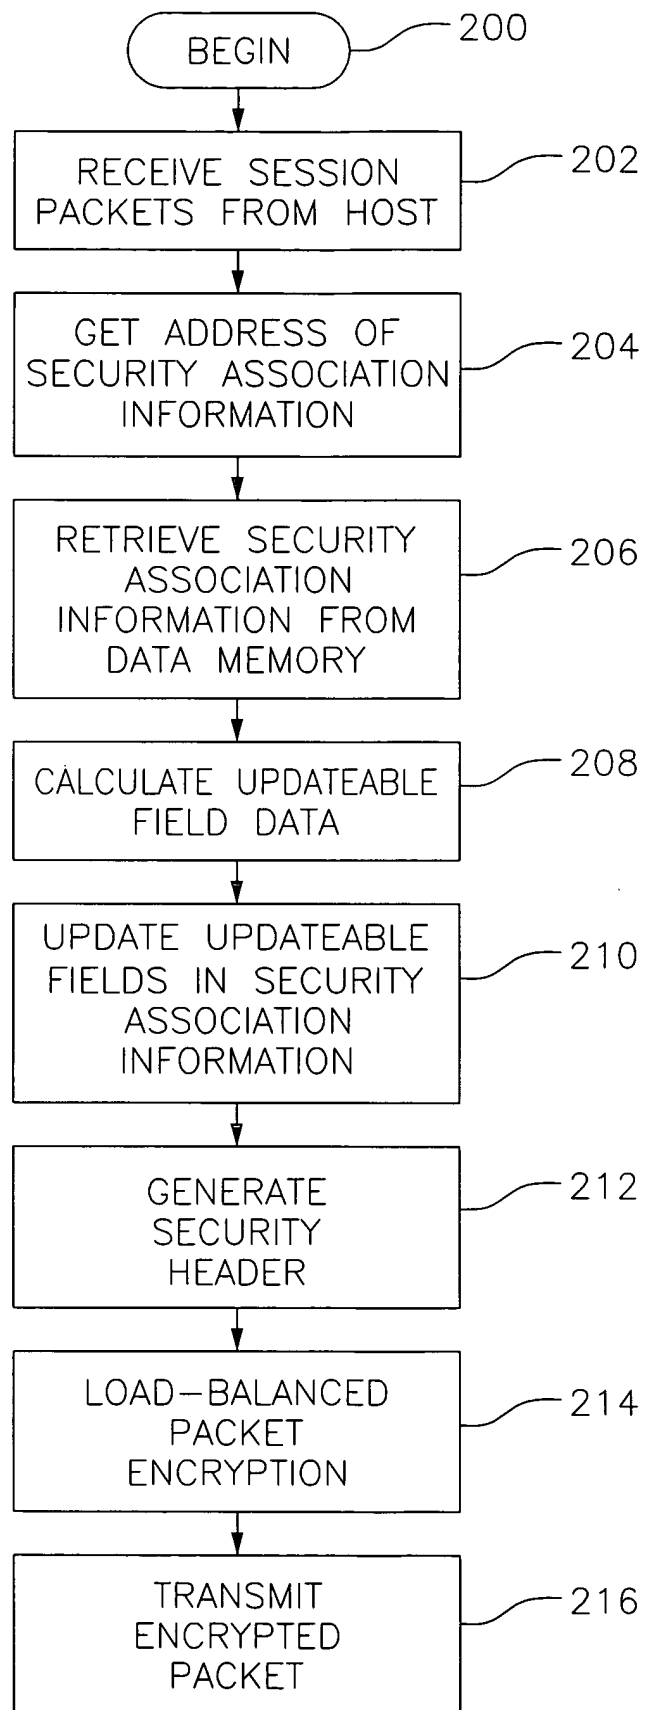 BEGIN
200
RECEIVE SESSION
PACKETS FROM HOST
202
GET ADDRESS OF
SECURITY ASSOCIATION
INFORMATION
204
RETRIEVE SECURITY
ASSOCIATION
INFORMATION FROM
DATA MEMORY
206
CALCULATE UPDATEABLE
FIELD DATA
208
UPDATE UPDATEABLE
FIELDS IN SECURITY
ASSOCIATION
INFORMATION
210
GENERATE
SECURITY
HEADER
212
LOAD-BALANCED
PACKET
ENCRYPTION
214
TRANSMIT
ENCRYPTED
PACKET
216